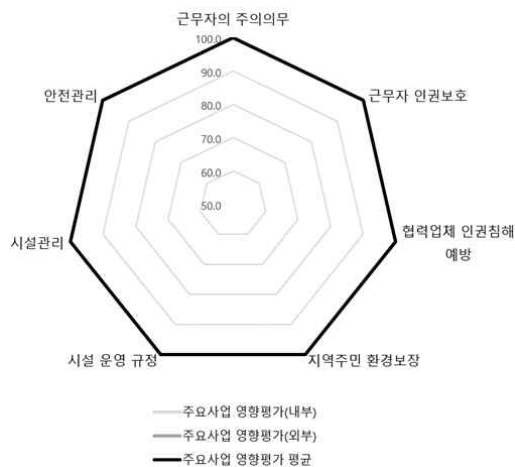 근무자의 주의의무
100.0
90.0
80.0
70.0
60.0
50.0
근무자 인권보호
협력업체 인권침해
예방
지역주민 환경보장
시설 운영 규정
시설관리
안전관리
주요사업 영향평가(내부)
주요사업 영향평가(외부)
주요사업 영향평가 평균